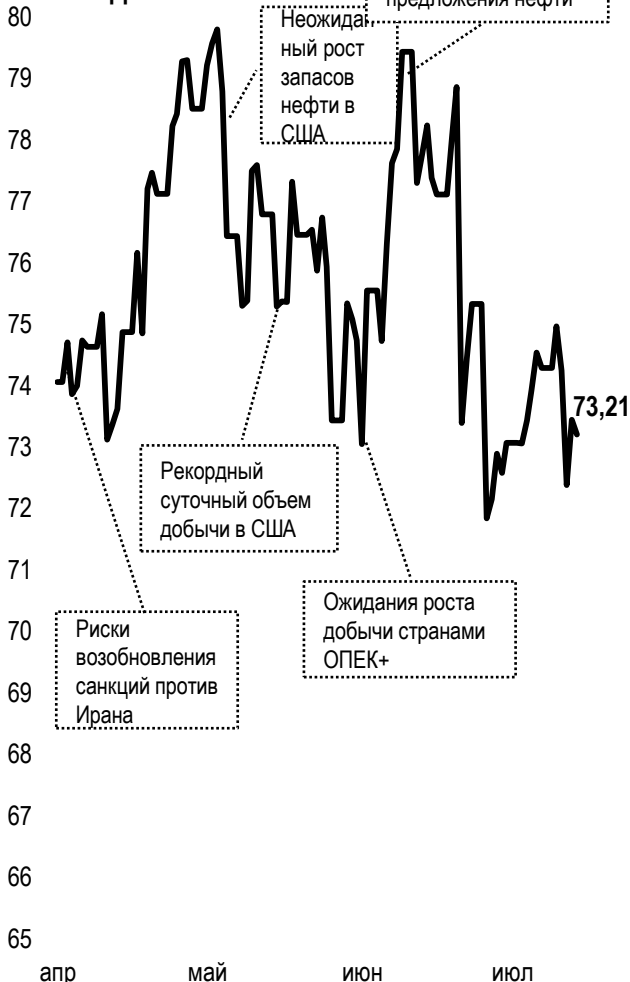 предложения нефти
80
Неожидан
ный рост
запасов
нефти в
США
79
78
77
76
75
74
73,21
73
Рекордный
суточный объем
добычи в США
72
71
Ожидания роста
добычи странами
ОПЕК+
70
Риски
возобновления
санкций против
Ирана
69
68
67
66
65
апр май июн июл